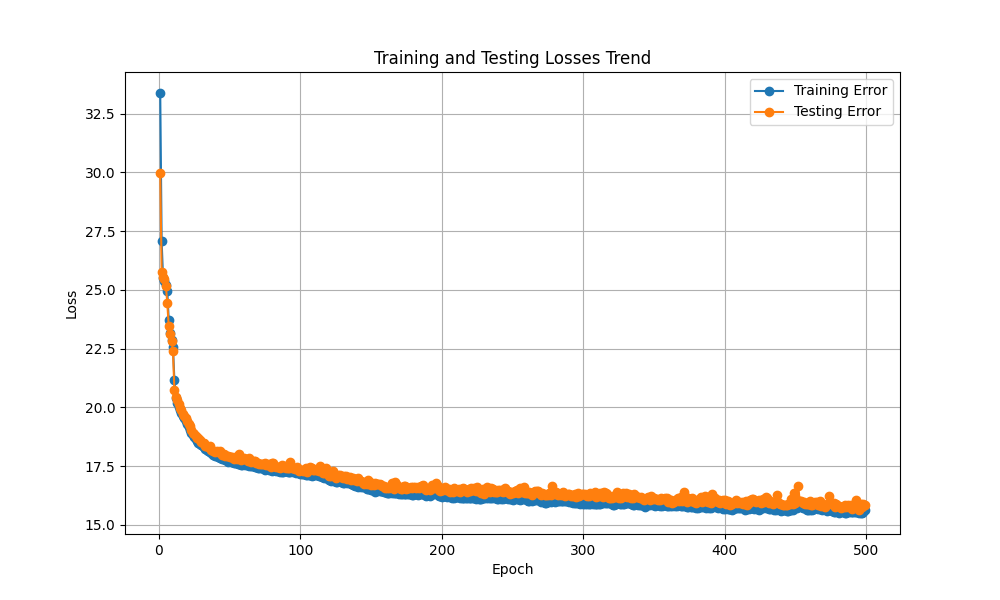 Training and Testing Losses Trend
Training Error
Testing Error
32.5
30.0
27.5
25.0
22.5
20.0
17.5
15.0
Loss
0 100 200 300 400 500
Epoch